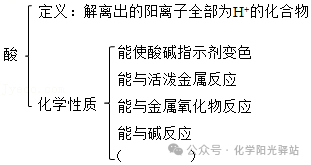 酸
定义：解离出的阳离子全部为H⁺的化合物
化学性质
能使酸碱指示剂变色
能与活泼金属反应
能与金属氧化物反应
能与碱反应
(        )
公众号·化学阳光驿站